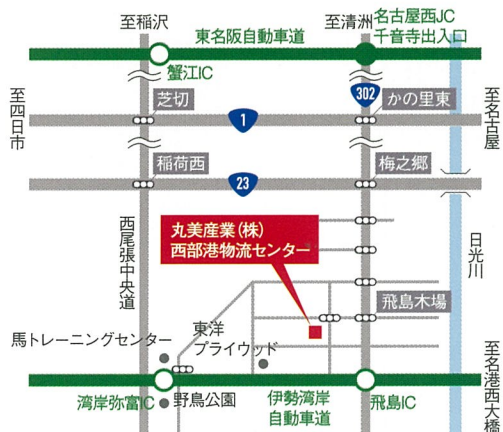 至稲沢
東名阪自動車道
至清洲
名古屋西JC
千音寺出入口
蟹江IC
至四日市
芝切
302
かの里東
至名古屋
1
稲荷西
23
梅之郷
西尾張中央道
丸美産業(株)
西部港物流センター
日光川
飛島木場
馬トレーニングセンター
東洋
プライウッド
至名港西大橋
湾岸弥富IC
野鳥公園
伊勢湾岸
自動車道
飛島IC